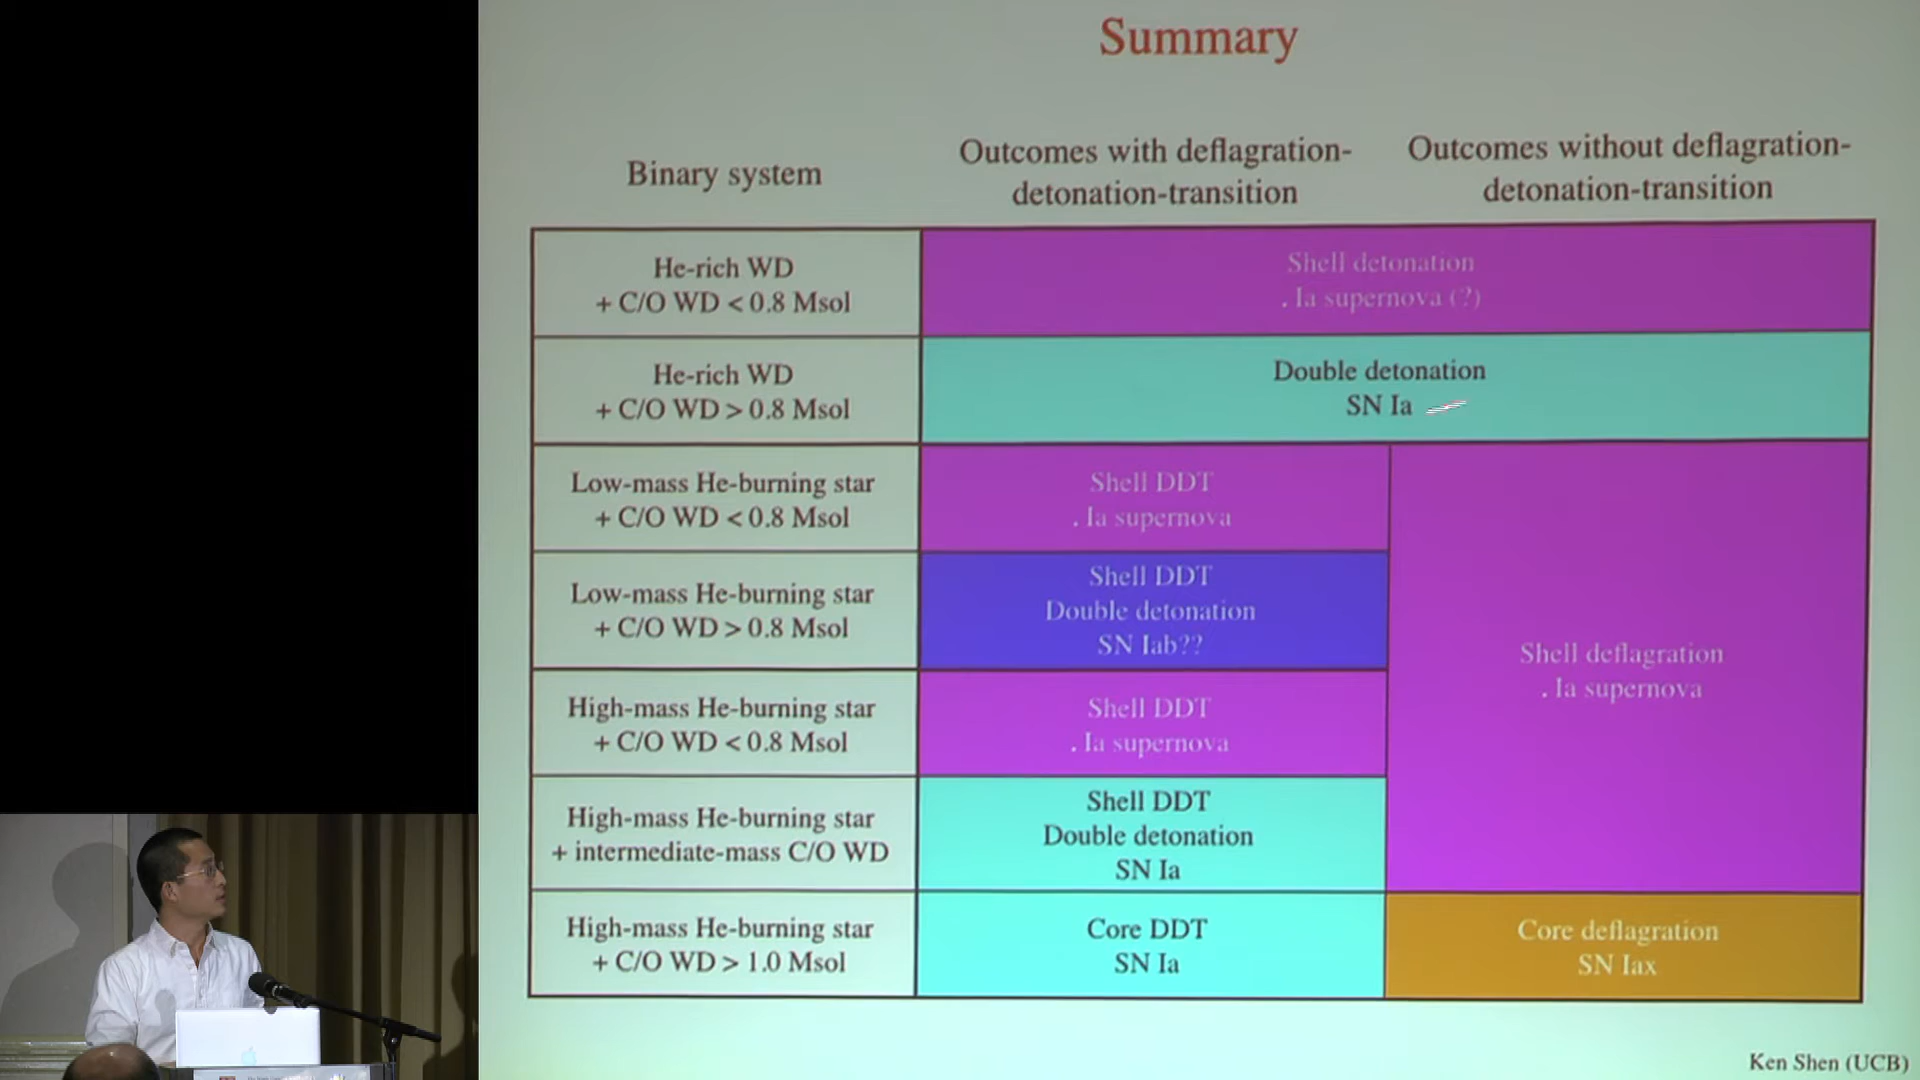 Summary
Binary system
Outcomes with deflagration-
detonation-transition
Outcomes without deflagration-
detonation-transition
He-rich WD
+ C/O WD < 0.8 Msol
Shell detonation
. Ia supernova (?)
He-rich WD
+ C/O WD > 0.8 Msol
Double detonation
SN Ia
Low-mass He-burning star
+ C/O WD < 0.8 Msol
Shell DDT
. Ia supernova
Low-mass He-burning star
+ C/O WD > 0.8 Msol
Shell DDT
Double detonation
SN Iab??
Shell deflagration
. Ia supernova
High-mass He-burning star
+ C/O WD < 0.8 Msol
Shell DDT
. Ia supernova
High-mass He-burning star
+ intermediate-mass C/O WD
Shell DDT
Double detonation
SN Ia
High-mass He-burning star
+ C/O WD > 1.0 Msol
Core DDT
SN Ia
Core deflagration
SN Iax
Ken Shen (UCB)